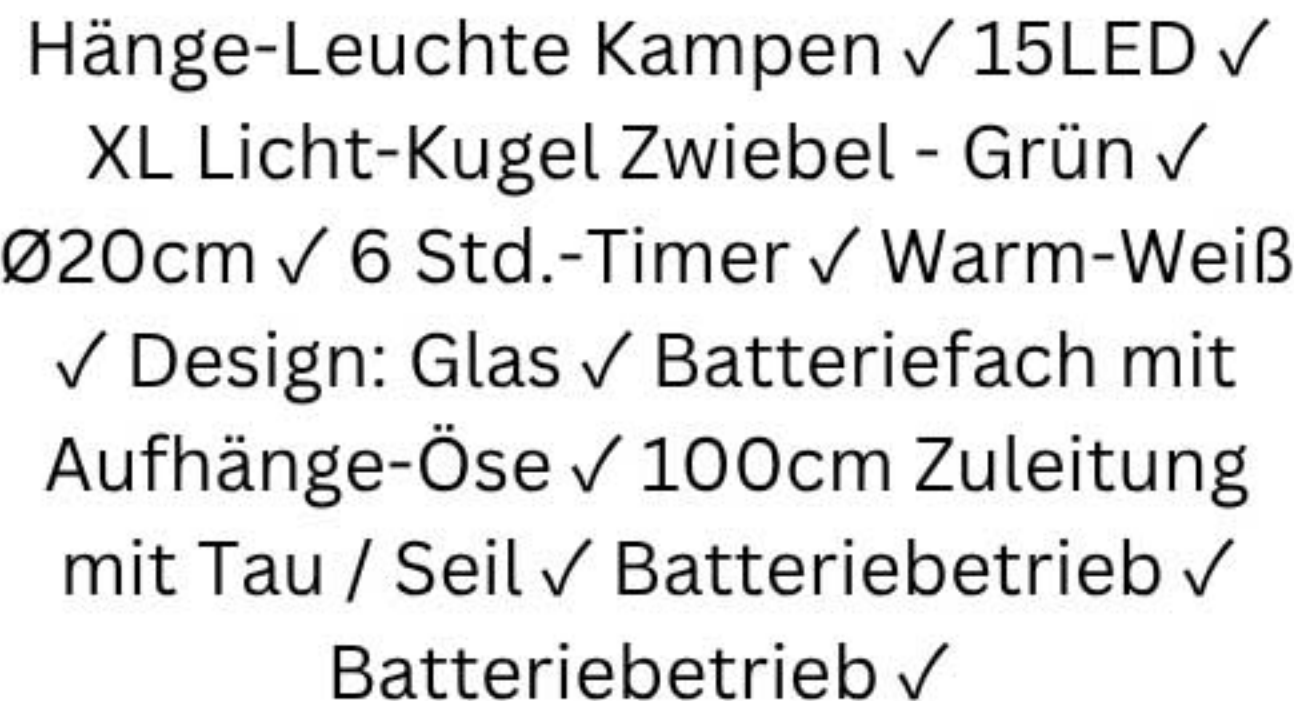 Hänge-Leuchte Kampen ✓ 15LED ✓
XL Licht-Kugel Zwiebel - Grün ✓
Ø20cm ✓ 6 Std.-Timer ✓ Warm-Weiß
✓ Design: Glas ✓ Batteriefach mit
Aufhänge-Öse ✓ 100cm Zuleitung
mit Tau / Seil ✓ Batteriebetrieb ✓
Batteriebetrieb ✓